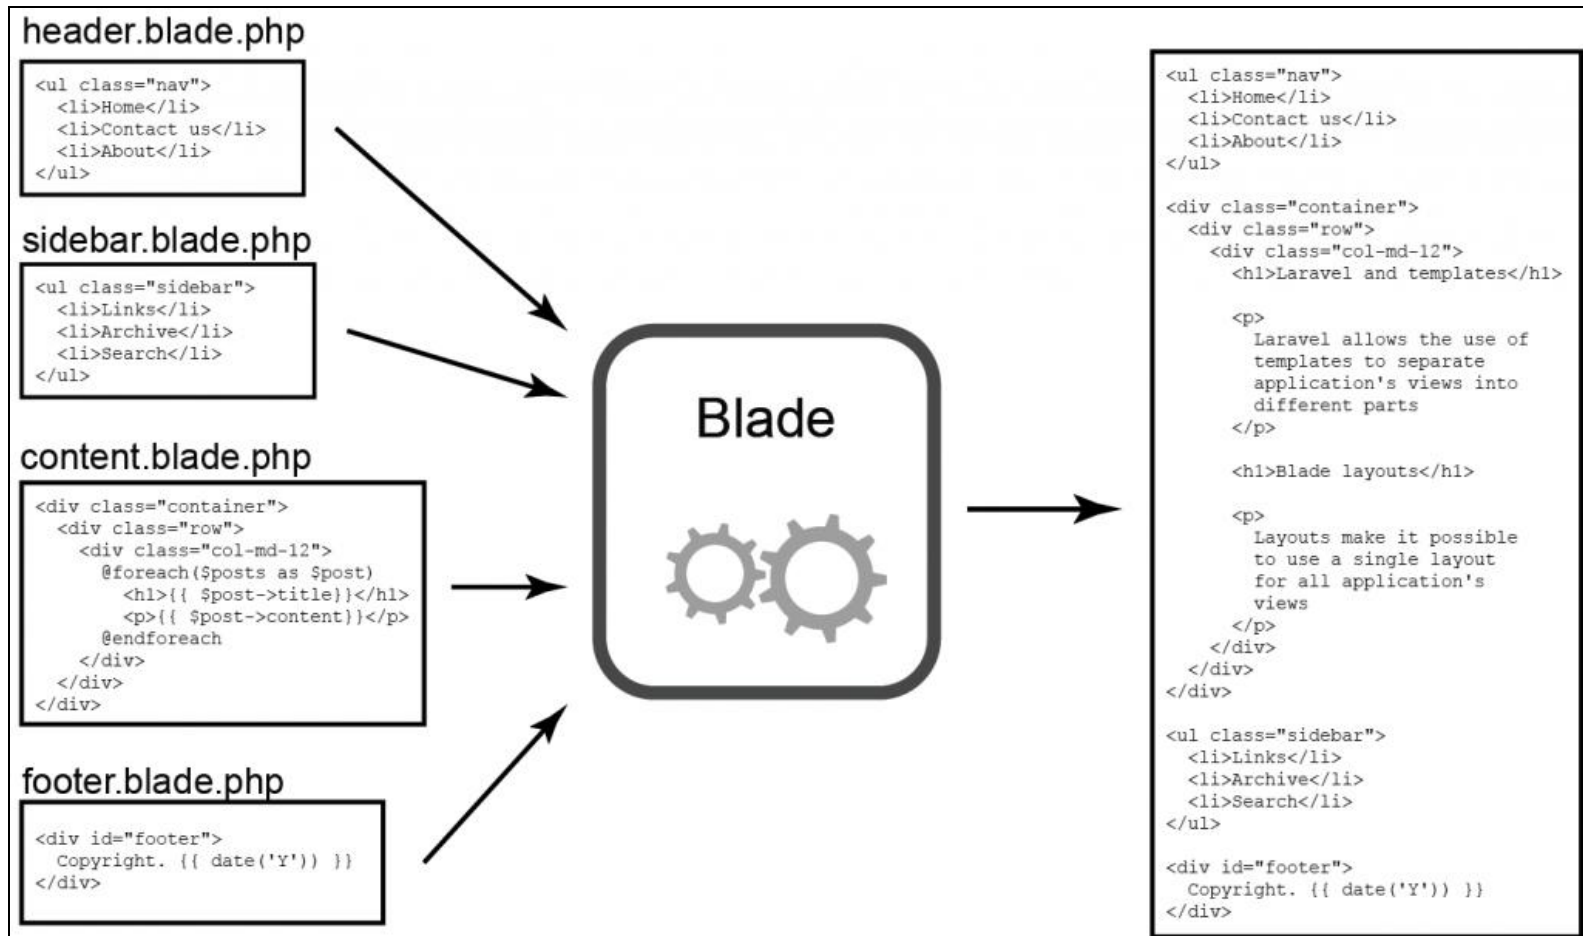 header.blade.php
<ul class="nav">
  <li>Home</li>
  <li>Contact us</li>
  <li>About</li>
</ul>
sidebar.blade.php
<ul class="sidebar">
  <li>Links</li>
  <li>Archive</li>
  <li>Search</li>
</ul>
content.blade.php
<div class="container">
  <div class="row">
    <div class="col-md-12">
      @foreach($posts as $post)
        <h1>{{ $post->title}}</h1>
        <p>{{ $post->content}}</p>
      @endforeach
    </div>
  </div>
</div>
footer.blade.php
<div id="footer">
  Copyright. {{ date('Y')) }}
</div>
Blade
<ul class="nav">
  <li>Home</li>
  <li>Contact us</li>
  <li>About</li>
</ul>
<div class="container">
  <div class="row">
    <div class="col-md-12">
      <h1>Laravel and templates</h1>
      <p>
        Laravel allows the use of
        templates to separate
        application's views into
        different parts
      </p>
      <h1>Blade layouts</h1>
      <p>
        Layouts make it possible
        to use a single layout
        for all application's
        views
      </p>
    </div>
  </div>
</div>
<ul class="sidebar">
  <li>Links</li>
  <li>Archive</li>
  <li>Search</li>
</ul>
<div id="footer">
  Copyright. {{ date('Y')) }}
</div>